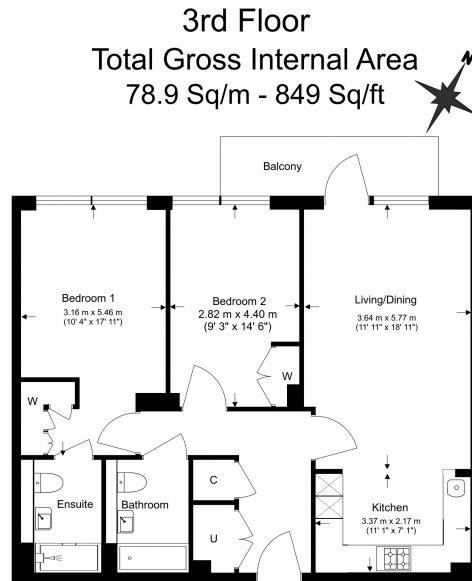 3rd Floor
Total Gross Internal Area
78.9 Sq/m - 849 Sq/ft
N
Balcony
Bedroom 1
3.16 m x 5.46 m
(10' 4" x 17' 11")
Bedroom 2
2.82 m x 4.40 m
(9' 3" x 14' 6")
Living/Dining
3.64 m x 5.77 m
(11' 11" x 18' 11")
W
W
Ensuite
Bathroom
C
U
Kitchen
3.37 m x 2.17 m
(11' 1" x 7' 1")